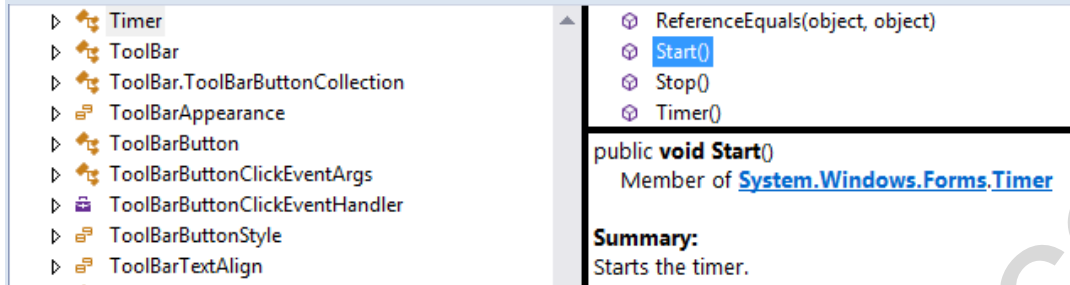 Timer
ToolBar
ToolBar.ToolBarButtonCollection
ToolBarAppearance
ToolBarButton
ToolBarButtonClickEventArgs
ToolBarButtonClickEventHandler
ToolBarButtonStyle
ToolBarTextAlign
ReferenceEquals(object, object)
Start()
Stop()
Timer()
public void Start()
Member of System.Windows.Forms.Timer
Summary:
Starts the timer.